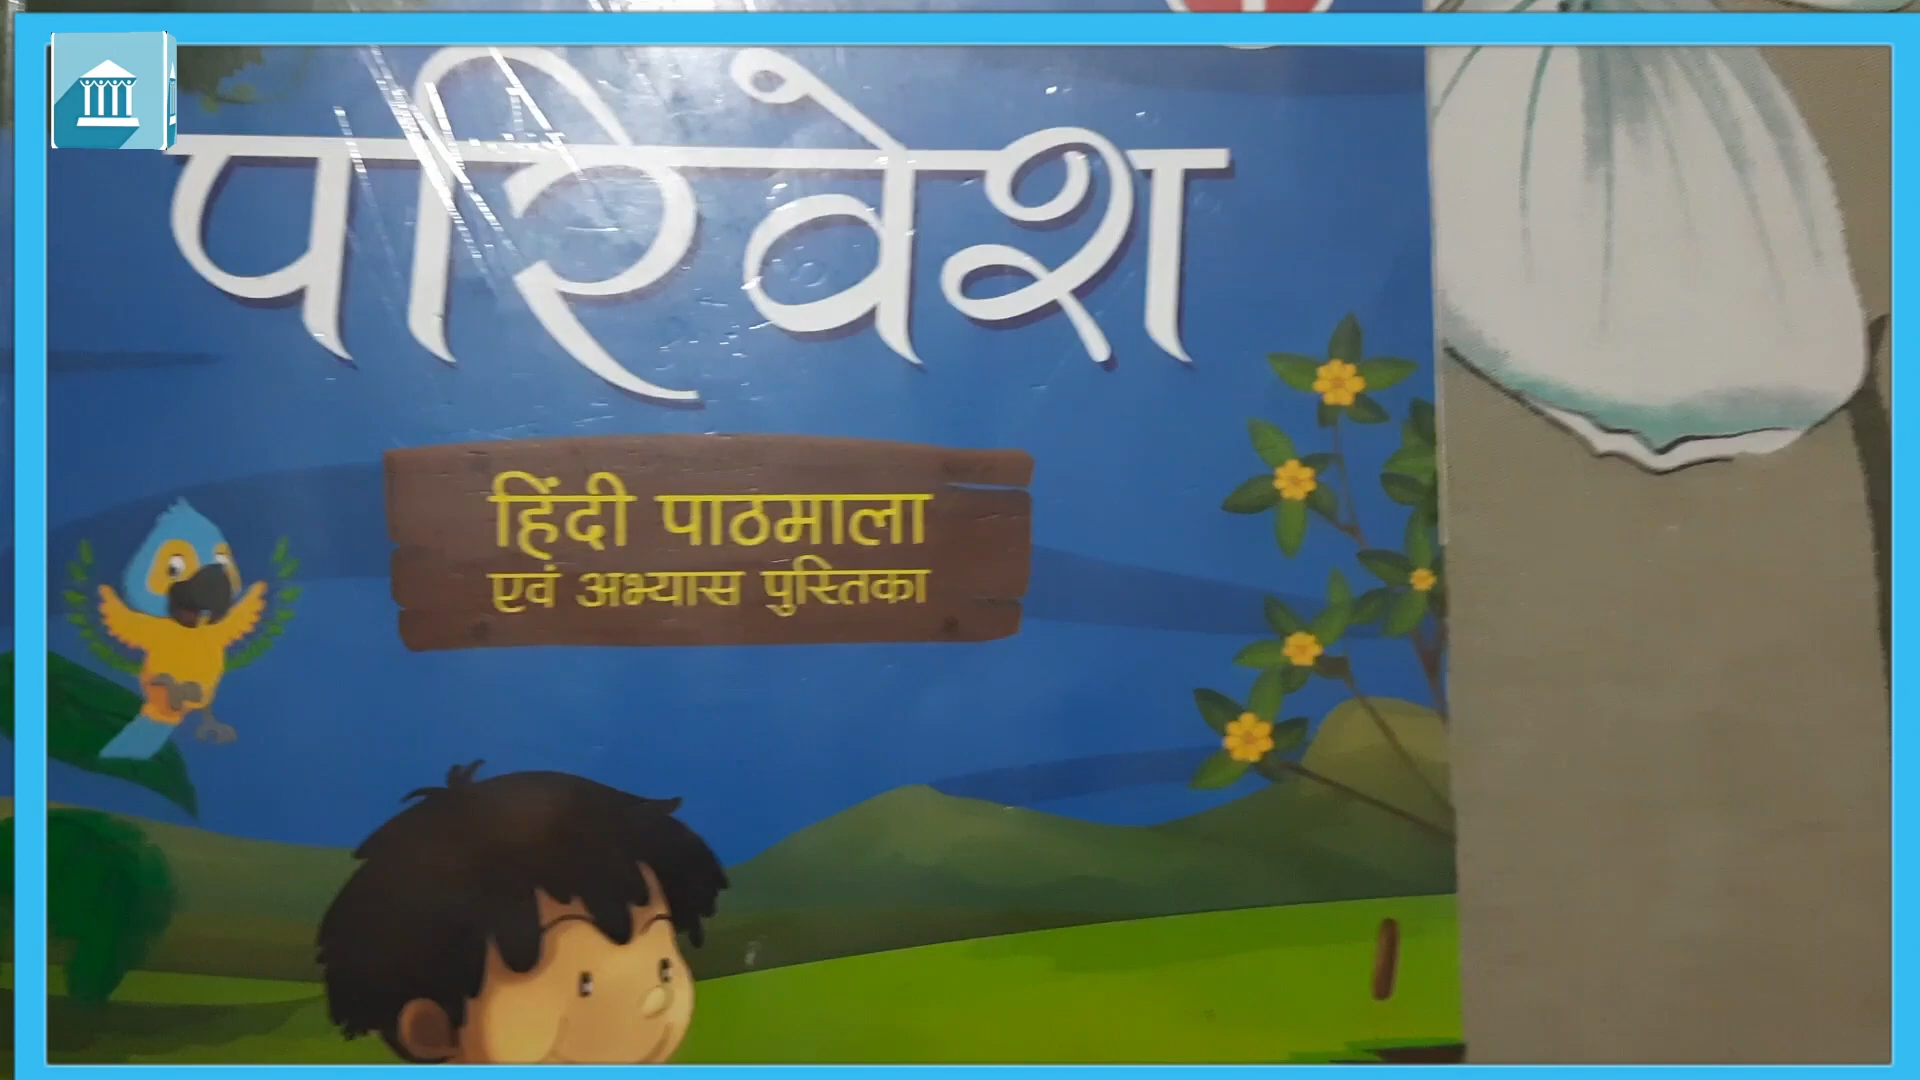 परिवेश
हिंदी पाठमाला
एवं अभ्यास पुस्तिका